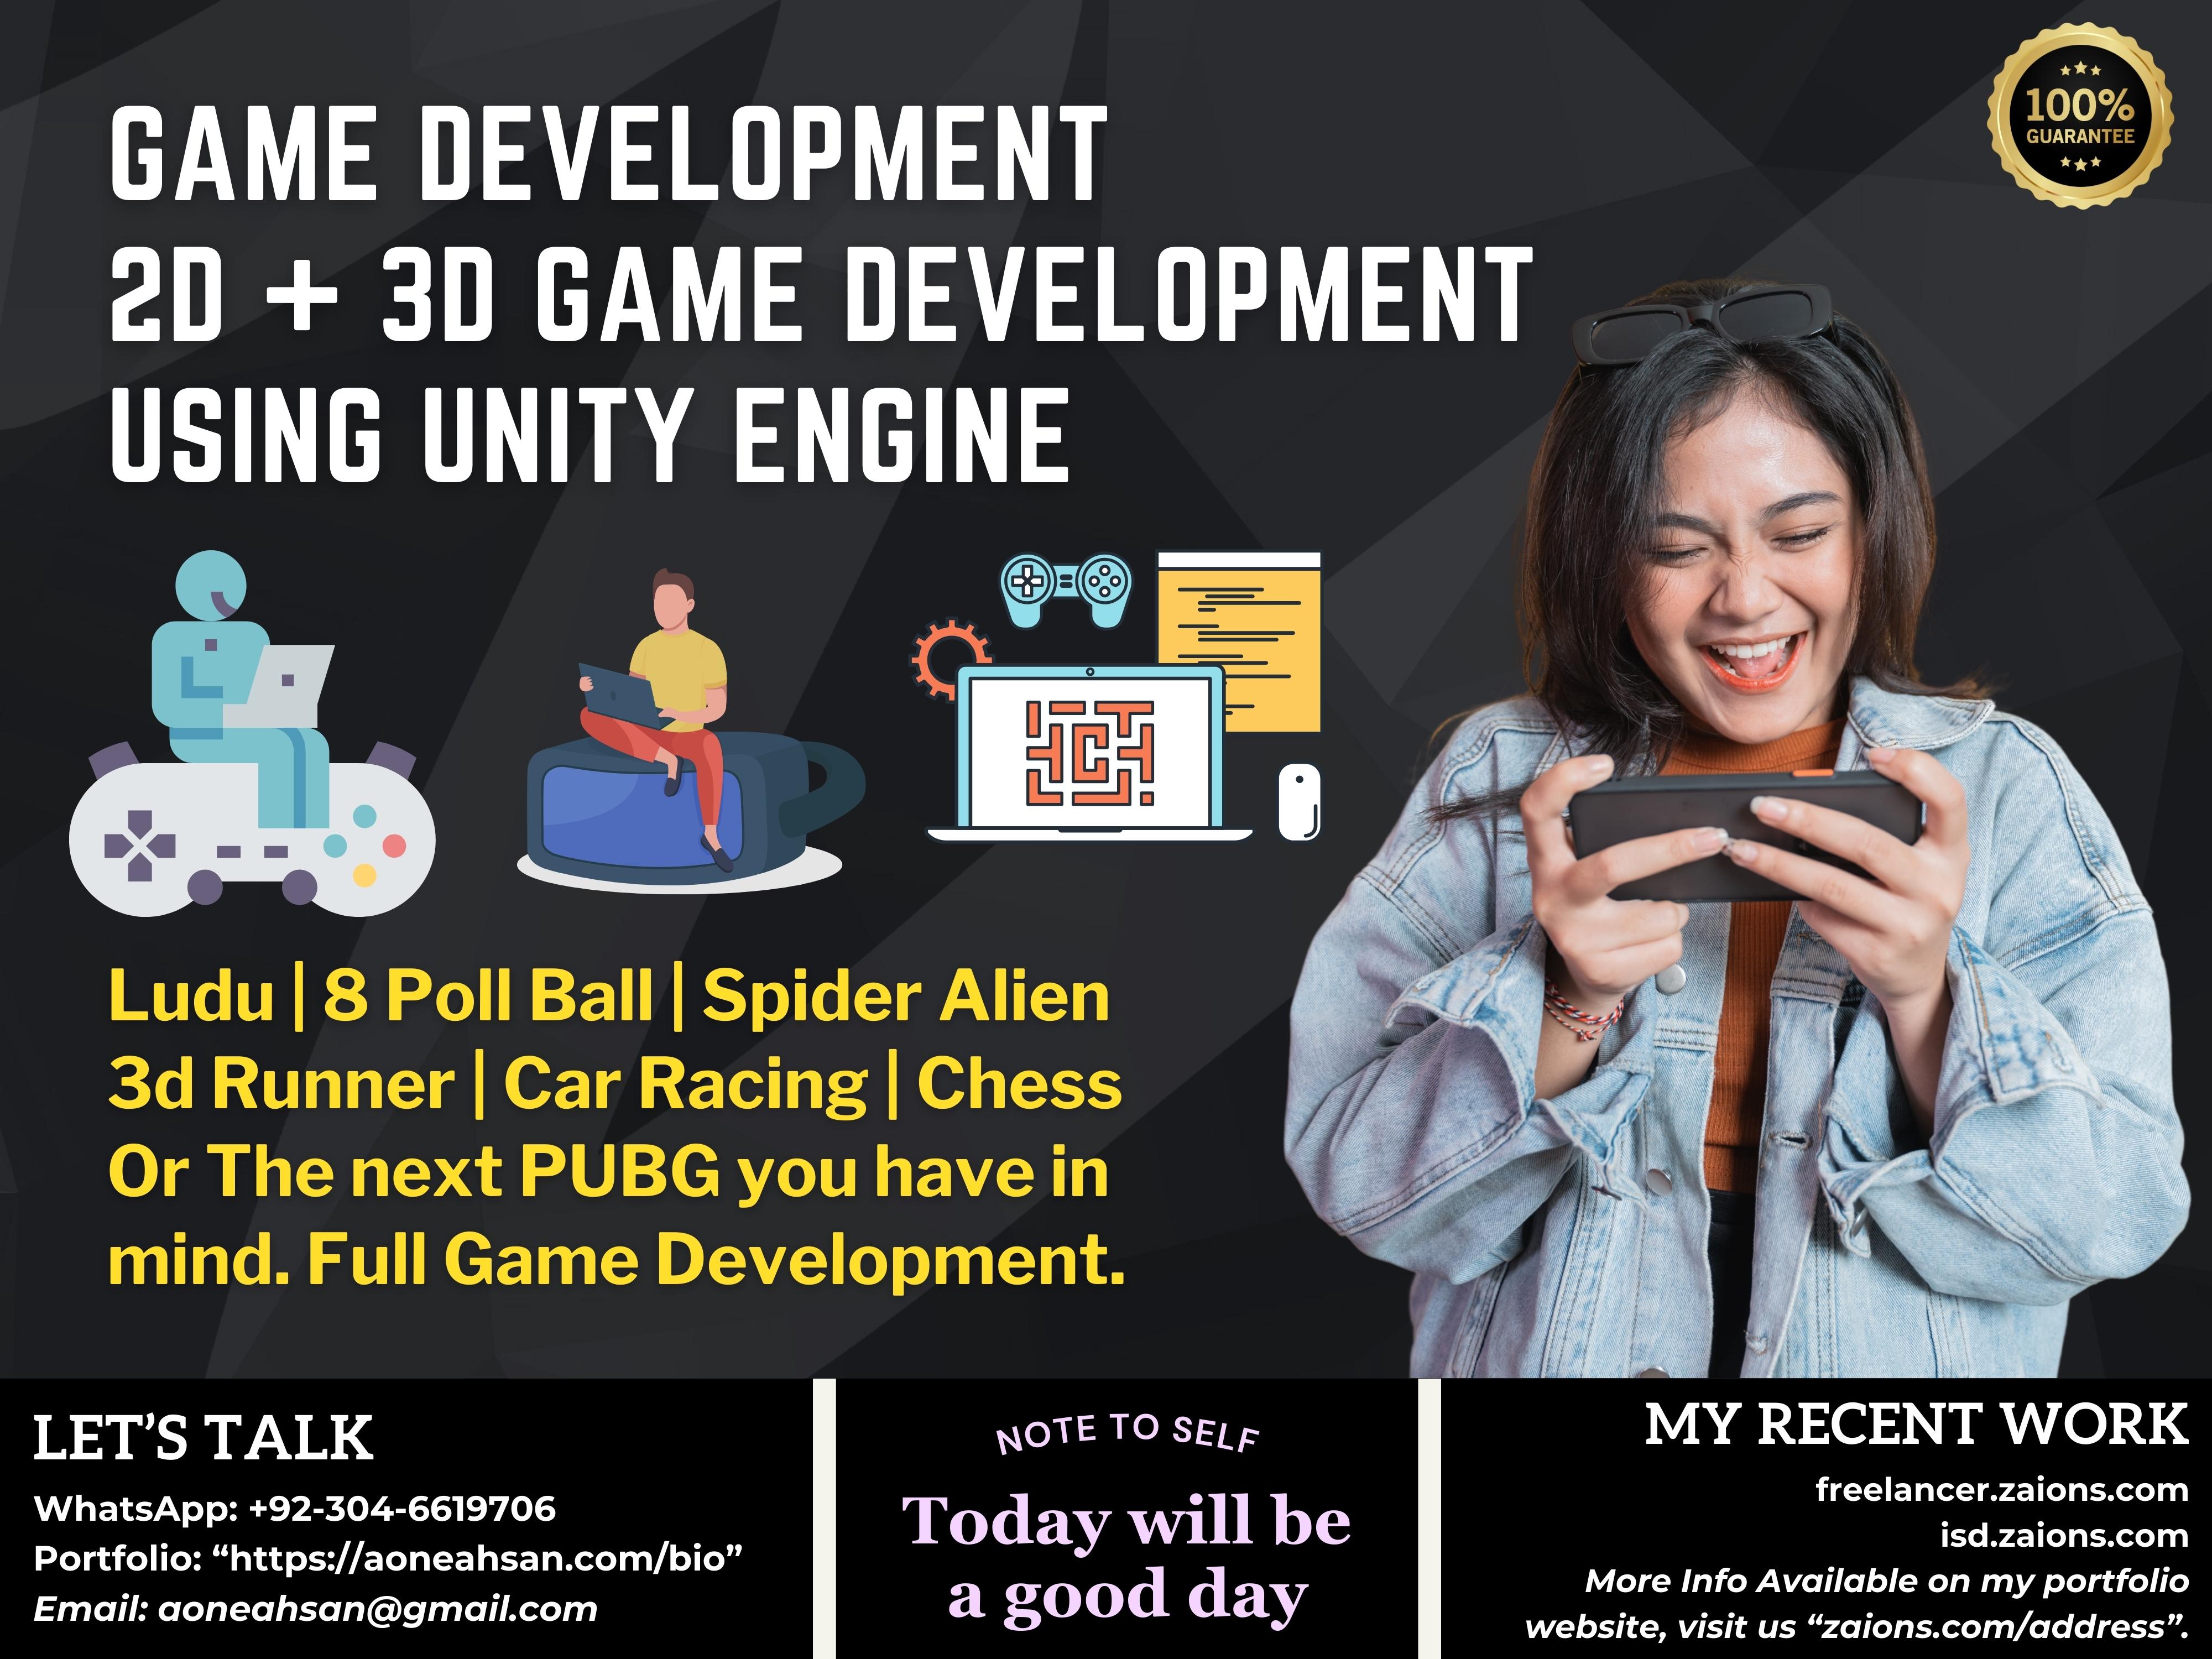 100%
GUARANTEE
GAME DEVELOPMENT
2D + 3D GAME DEVELOPMENT
USING UNITY ENGINE
Ludu | 8 Poll Ball | Spider Alien
3d Runner | Car Racing | Chess
Or The next PUBG you have in
mind. Full Game Development.
LET'S TALK
WhatsApp: +92-304-6619706
Portfolio: “https://aoneahsan.com/bio”
Email: aoneahsan@gmail.com
NOTE TO SELF
Today will be
a good day
MY RECENT WORK
freelancer.zaions.com
isd.zaions.com
More Info Available on my portfolio
website, visit us “zaions.com/address”.